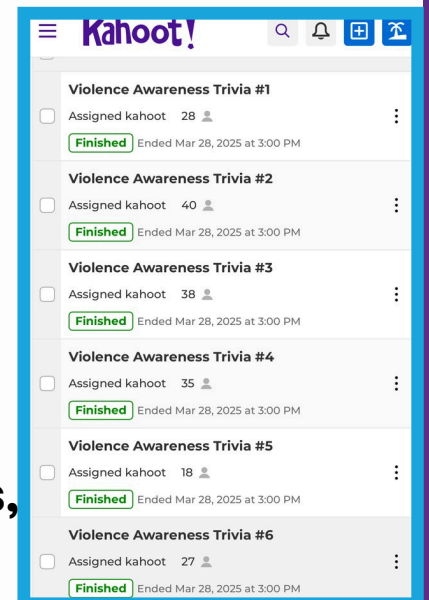 Kahoot!
Violence Awareness Trivia #1
Assigned kahoot 28
Finished Ended Mar 28, 2025 at 3:00 PM
Violence Awareness Trivia #2
Assigned kahoot 40
Finished Ended Mar 28, 2025 at 3:00 PM
Violence Awareness Trivia #3
Assigned kahoot 38
Finished Ended Mar 28, 2025 at 3:00 PM
Violence Awareness Trivia #4
Assigned kahoot 35
Finished Ended Mar 28, 2025 at 3:00 PM
Violence Awareness Trivia #5
Assigned kahoot 18
Finished Ended Mar 28, 2025 at 3:00 PM
Violence Awareness Trivia #6
Assigned kahoot 27
Finished Ended Mar 28, 2025 at 3:00 PM